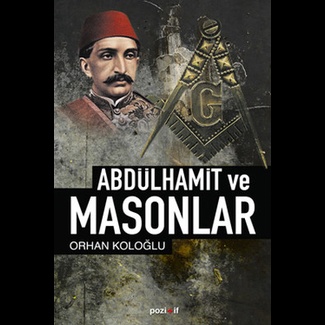 G
ABDÜLHAMİT ve
MASONLAR
ORHAN KOLOĞLU
pozitif